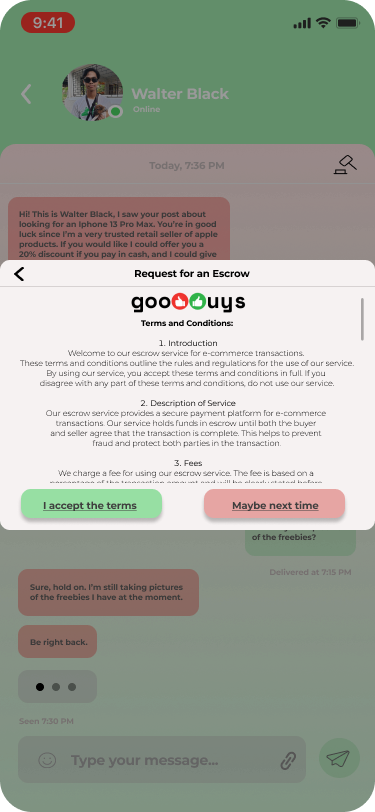 9:41
Walter Black
Online
Today, 7:36 PM
Hi! This is Walter Black, I saw your post about
looking for an Iphone 13 Pro Max. You're in good
luck since I'm a very trusted retail seller of apple
products. If you would like I could offer you a
20% discount if you pay in cash, and I could give
Request for an Escrow
goo uys
Terms and Conditions:
1. Introduction
Welcome to our escrow service for e-commerce transactions.
These terms and conditions outline the rules and regulations for the use of our service.
By using our service, you accept these terms and conditions in full. If you
disagree with any part of these terms and conditions, do not use our service.
2. Description of Service
Our escrow service provides a secure payment platform for e-commerce
transactions. Our service holds funds in escrow until both the buyer
and seller agree that the transaction is complete. This helps to prevent
fraud and protect both parties in the transaction.
3. Fees
We charge a fee for using our escrow service. The fee is based on a
percentage of the transaction amount and will be clearly stated before
I accept the terms
Maybe next time
of the freebies?
Delivered at 7:15 PM
Sure, hold on. I'm still taking pictures
of the freebies I have at the moment.
Be right back.
Seen 7:30 PM
Type your message...